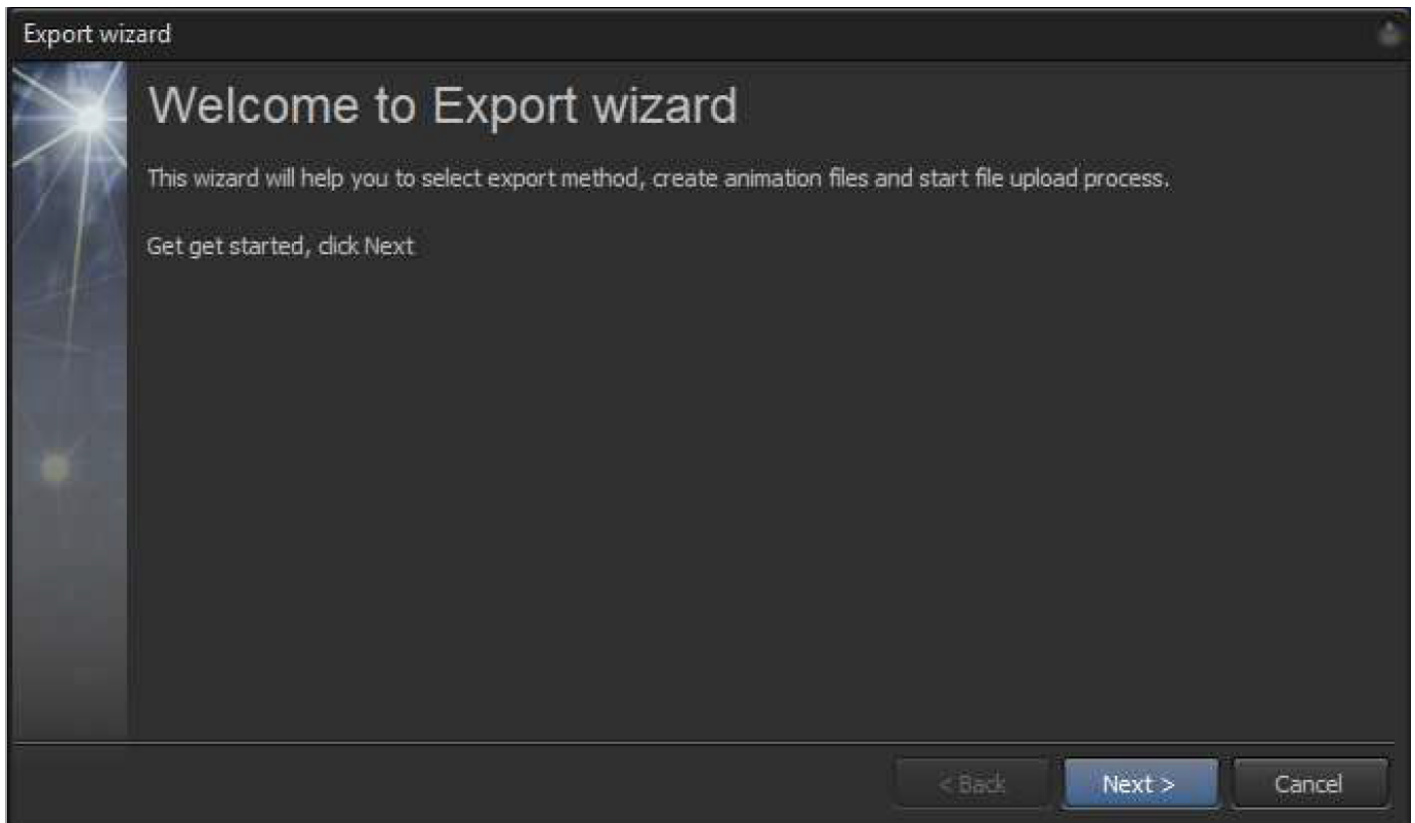 Export wizard
Welcome to Export wizard
This wizard will help you to select export method, create animation files and start file upload process.
Get get started, click Next
< Back Next > Cancel